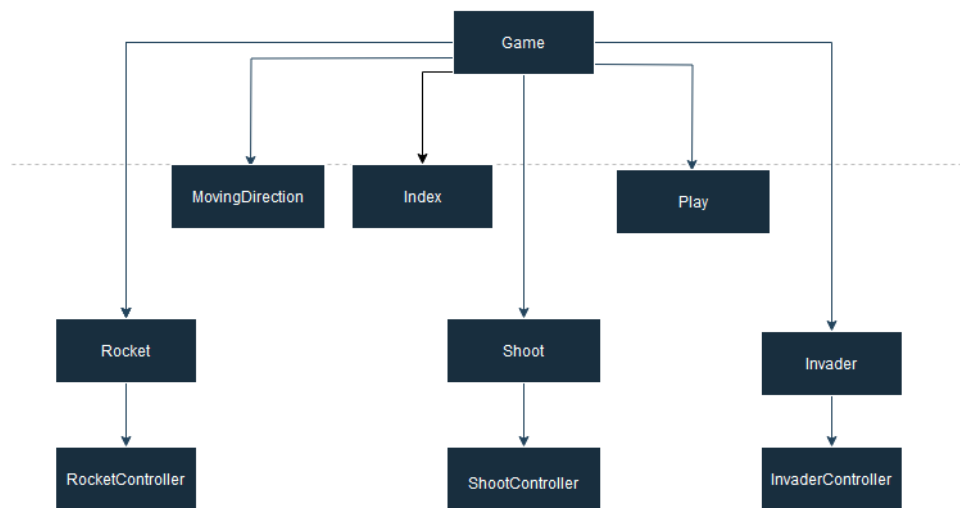 Game
MovingDirection
Index
Play
Rocket
Shoot
Invader
RocketController
ShootController
InvaderController